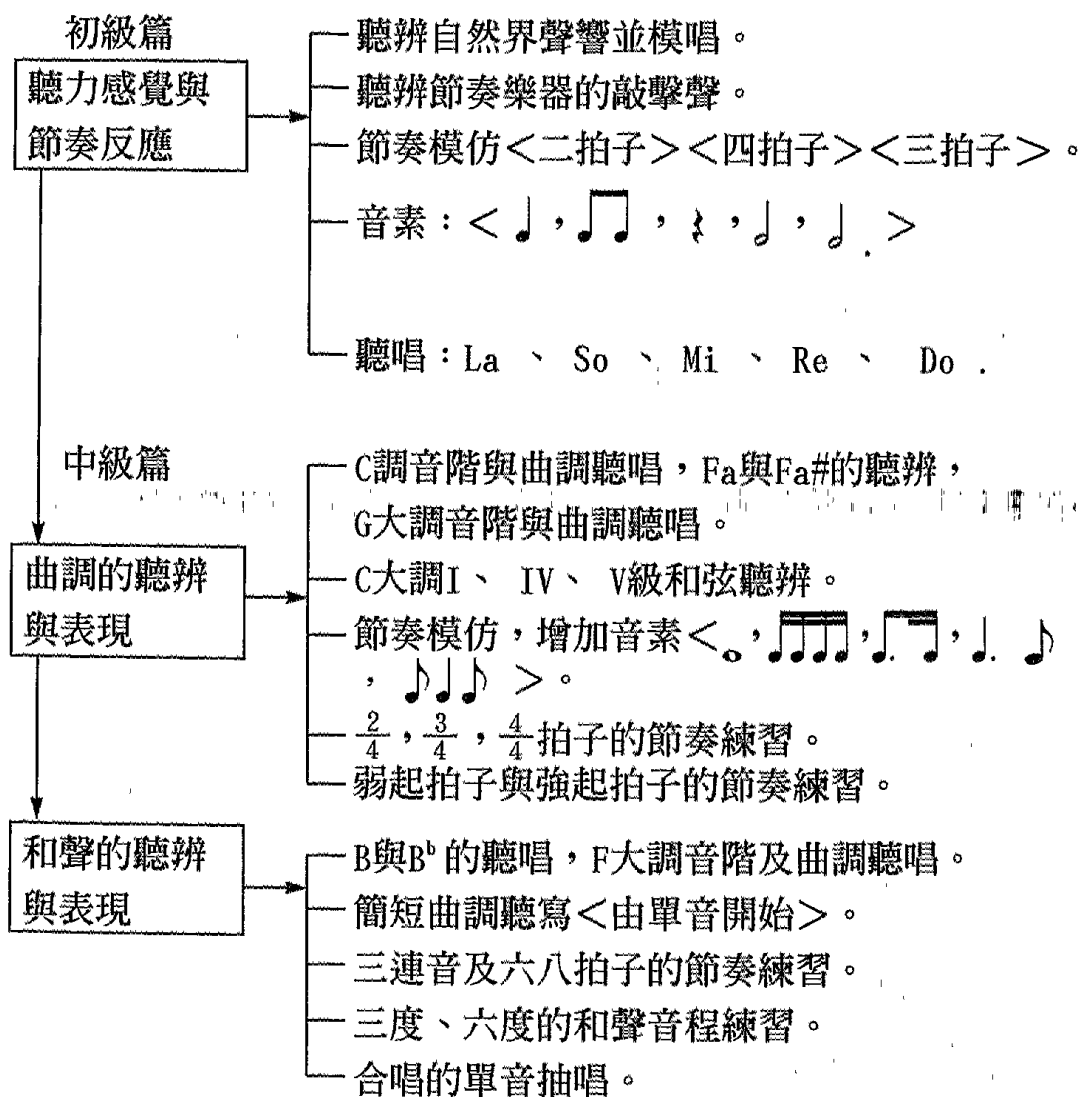 初級篇
聽力感覺與
節奏反應
聽辨自然界聲響並模唱。
聽辨節奏樂器的敲擊聲。
節奏模仿＜二拍子＞＜四拍子＞＜三拍子＞。
音素：＜♩，♫，𝄽，𝅗𝅥，𝅗𝅥.＞
聽唱：La 、 So 、 Mi 、 Re 、 Do .
中級篇
曲調的聽辨
與表現
C調音階與曲調聽唱，Fa與Fa#的聽辨，
G大調音階與曲調聽唱。
C大調I、 IV、 V級和弦聽辨。
節奏模仿，增加音素＜𝅝，♬♬，♩. ♪
，♪♩♪ ＞。
2/4，3/4，4/4拍子的節奏練習。
弱起拍子與強起拍子的節奏練習。
和聲的聽辨
與表現
B與B♭的聽唱，F大調音階及曲調聽唱。
簡短曲調聽寫＜由單音開始＞。
三連音及六八拍子的節奏練習。
三度、六度的和聲音程練習。
合唱的單音抽唱。